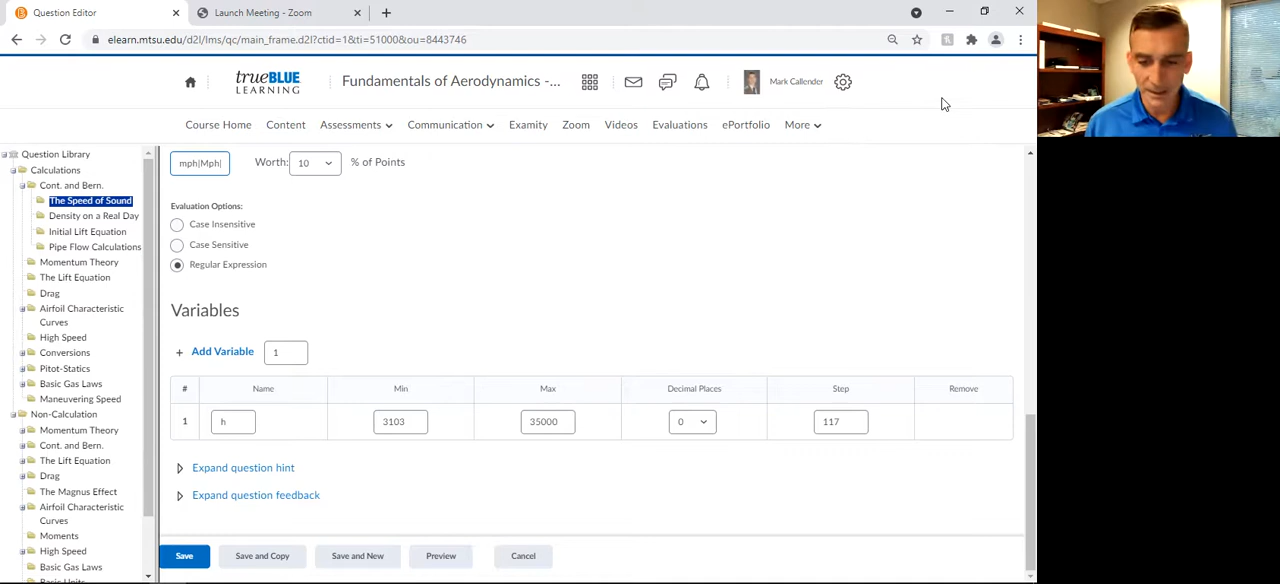 Question Editor
Launch Meeting - Zoom
elearn.mtsu.edu/d2l/lms/qc/main_frame.d2l?ctid=1&ti=51000&ou=8443746
trueBLUE
LEARNING
Fundamentals of Aerodynamics -...
Mark Callender
Course Home Content Assessments Communication Examity Zoom Videos Evaluations ePortfolio More
Question Library
Calculations
Cont. and Bern.
The Speed of Sound
Density on a Real Day
Initial Lift Equation
Pipe Flow Calculations
Momentum Theory
The Lift Equation
Drag
Airfoil Characteristic
Curves
High Speed
Conversions
Pitot-Statics
Basic Gas Laws
Maneuvering Speed
Non-Calculation
Momentum Theory
Cont. and Bern.
The Lift Equation
Drag
The Magnus Effect
Airfoil Characteristic
Curves
Moments
High Speed
Basic Gas Laws
Basic Units
mph|Mph| Worth: 10 % of Points
Evaluation Options:
Case Insensitive
Case Sensitive
Regular Expression
Variables
+ Add Variable 1
# Name Min Max Decimal Places Step Remove
1 h 3103 35000 0 117
Expand question hint
Expand question feedback
Save Save and Copy Save and New Preview Cancel